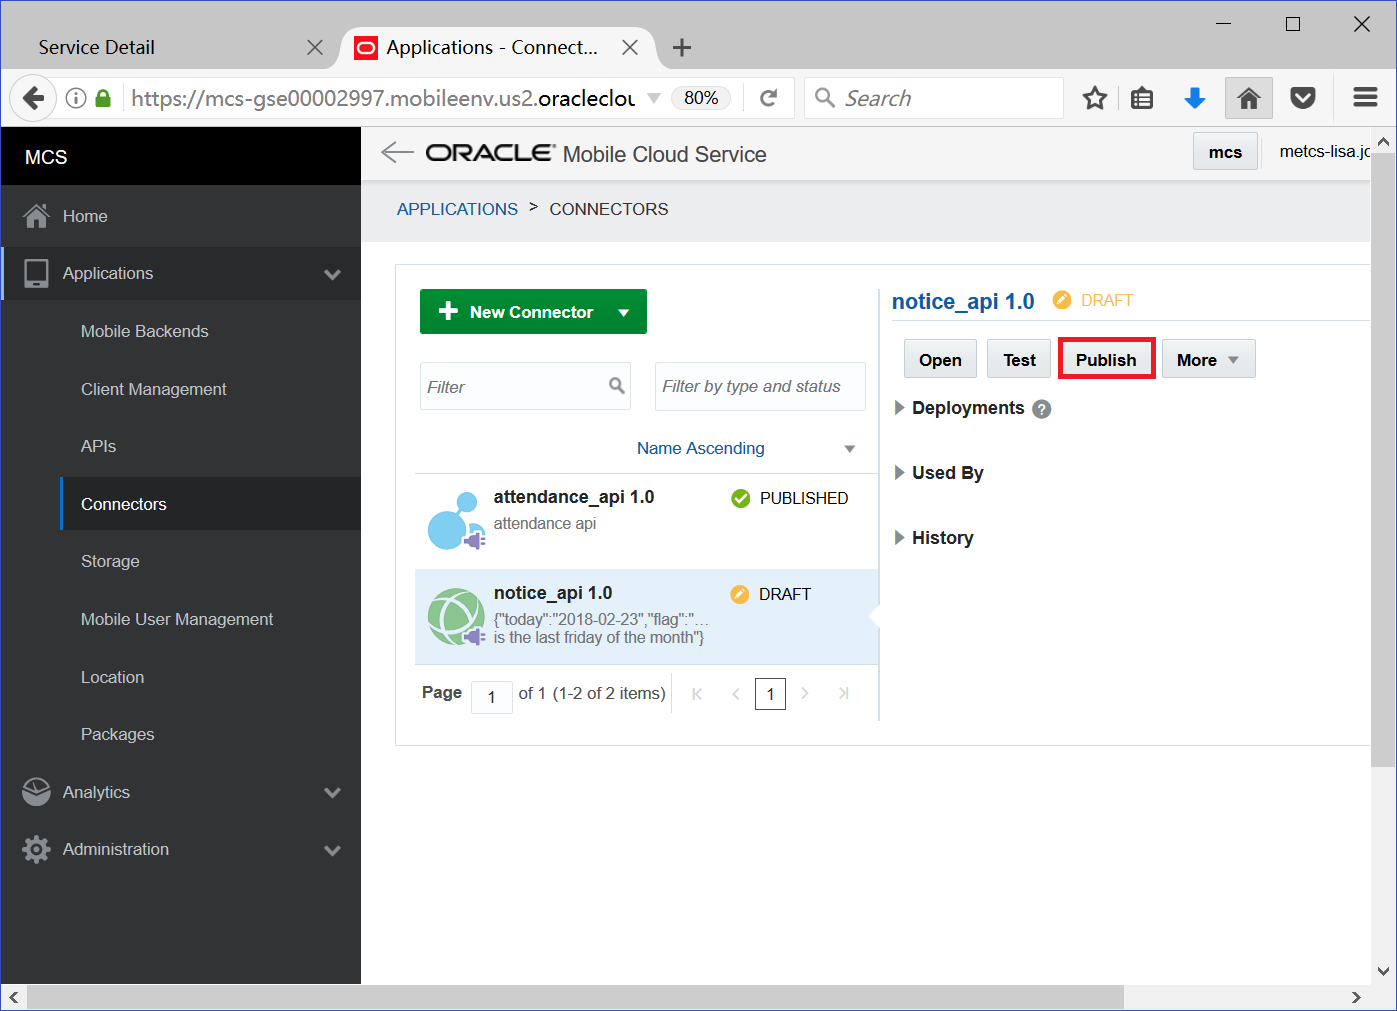 Service Detail
Applications - Connect...
https://mcs-gse00002997.mobileenv.us2.oracleclou
80%
Search
MCS
ORACLE Mobile Cloud Service
mcs
metcs-lisa.jo
Home
APPLICATIONS > CONNECTORS
Applications
Mobile Backends
Client Management
APIs
Connectors
Storage
Mobile User Management
Location
Packages
Analytics
Administration
New Connector
Filter
Filter by type and status
Name Ascending
attendance_api 1.0
PUBLISHED
attendance api
notice_api 1.0
DRAFT
{"today":"2018-02-23","flag":"...
is the last friday of the month"}
Page 1 of 1 (1-2 of 2 items) 1
notice_api 1.0 DRAFT
Open Test Publish More
Deployments ?
Used By
History